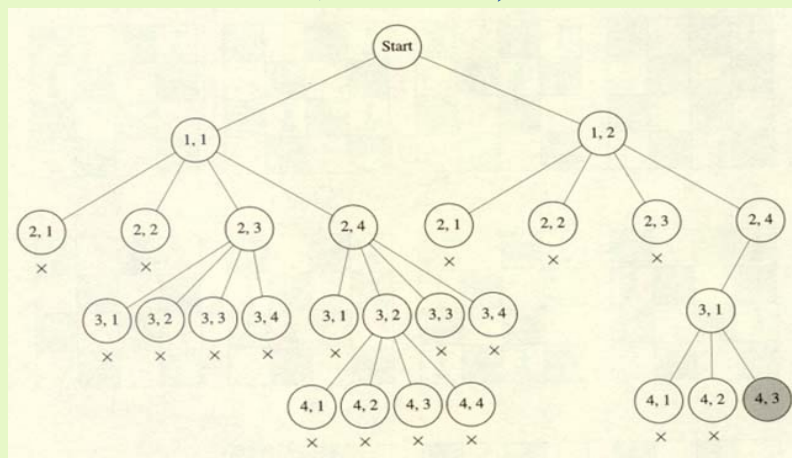 Start
1, 1 1, 2
2, 1 2, 2 2, 3 2, 4 2, 1 2, 2 2, 3 2, 4
× × × × ×
3, 1 3, 2 3, 3 3, 4 3, 1 3, 2 3, 3 3, 4 3, 1
× × × × × × ×
4, 1 4, 2 4, 3 4, 4 4, 1 4, 2 4, 3
× × × × × ×